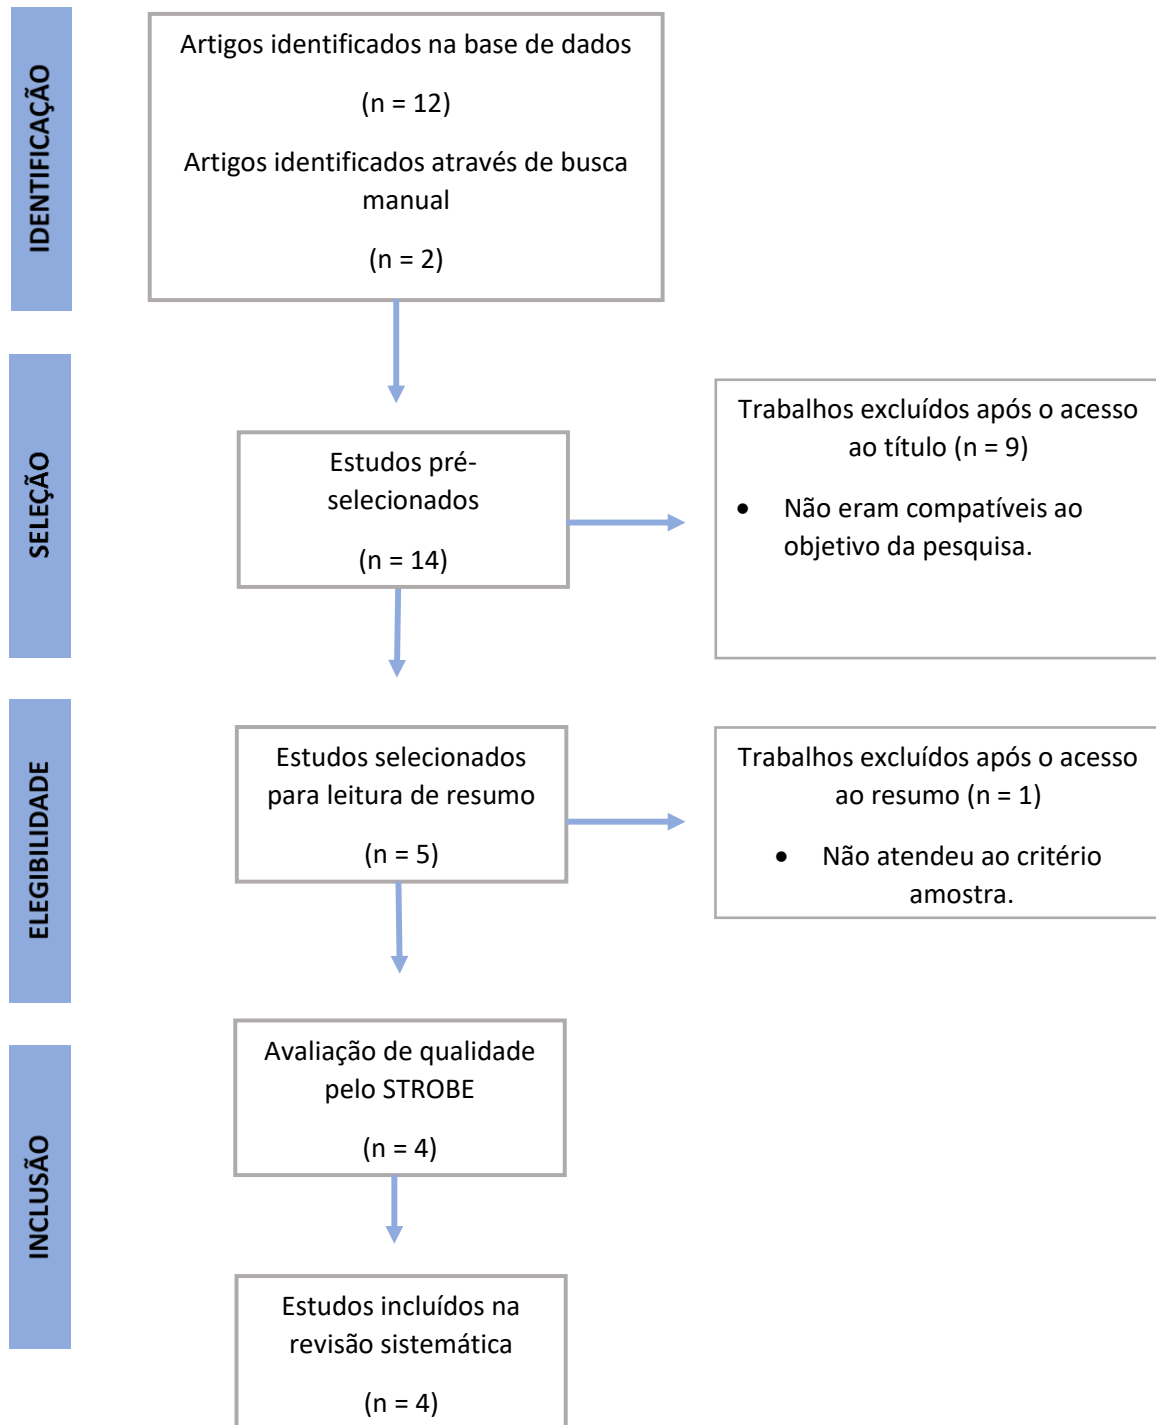 IDENTIFICAÇÃO
Artigos identificados na base de dados
(n = 12)
Artigos identificados através de busca
manual
(n = 2)
SELEÇÃO
Estudos pré-
selecionados
(n = 14)
Trabalhos excluídos após o acesso
ao título (n = 9)
• Não eram compatíveis ao
objetivo da pesquisa.
ELEGIBILIDADE
Estudos selecionados
para leitura de resumo
(n = 5)
Trabalhos excluídos após o acesso
ao resumo (n = 1)
• Não atendeu ao critério
amostra.
INCLUSÃO
Avaliação de qualidade
pelo STROBE
(n = 4)
Estudos incluídos na
revisão sistemática
(n = 4)